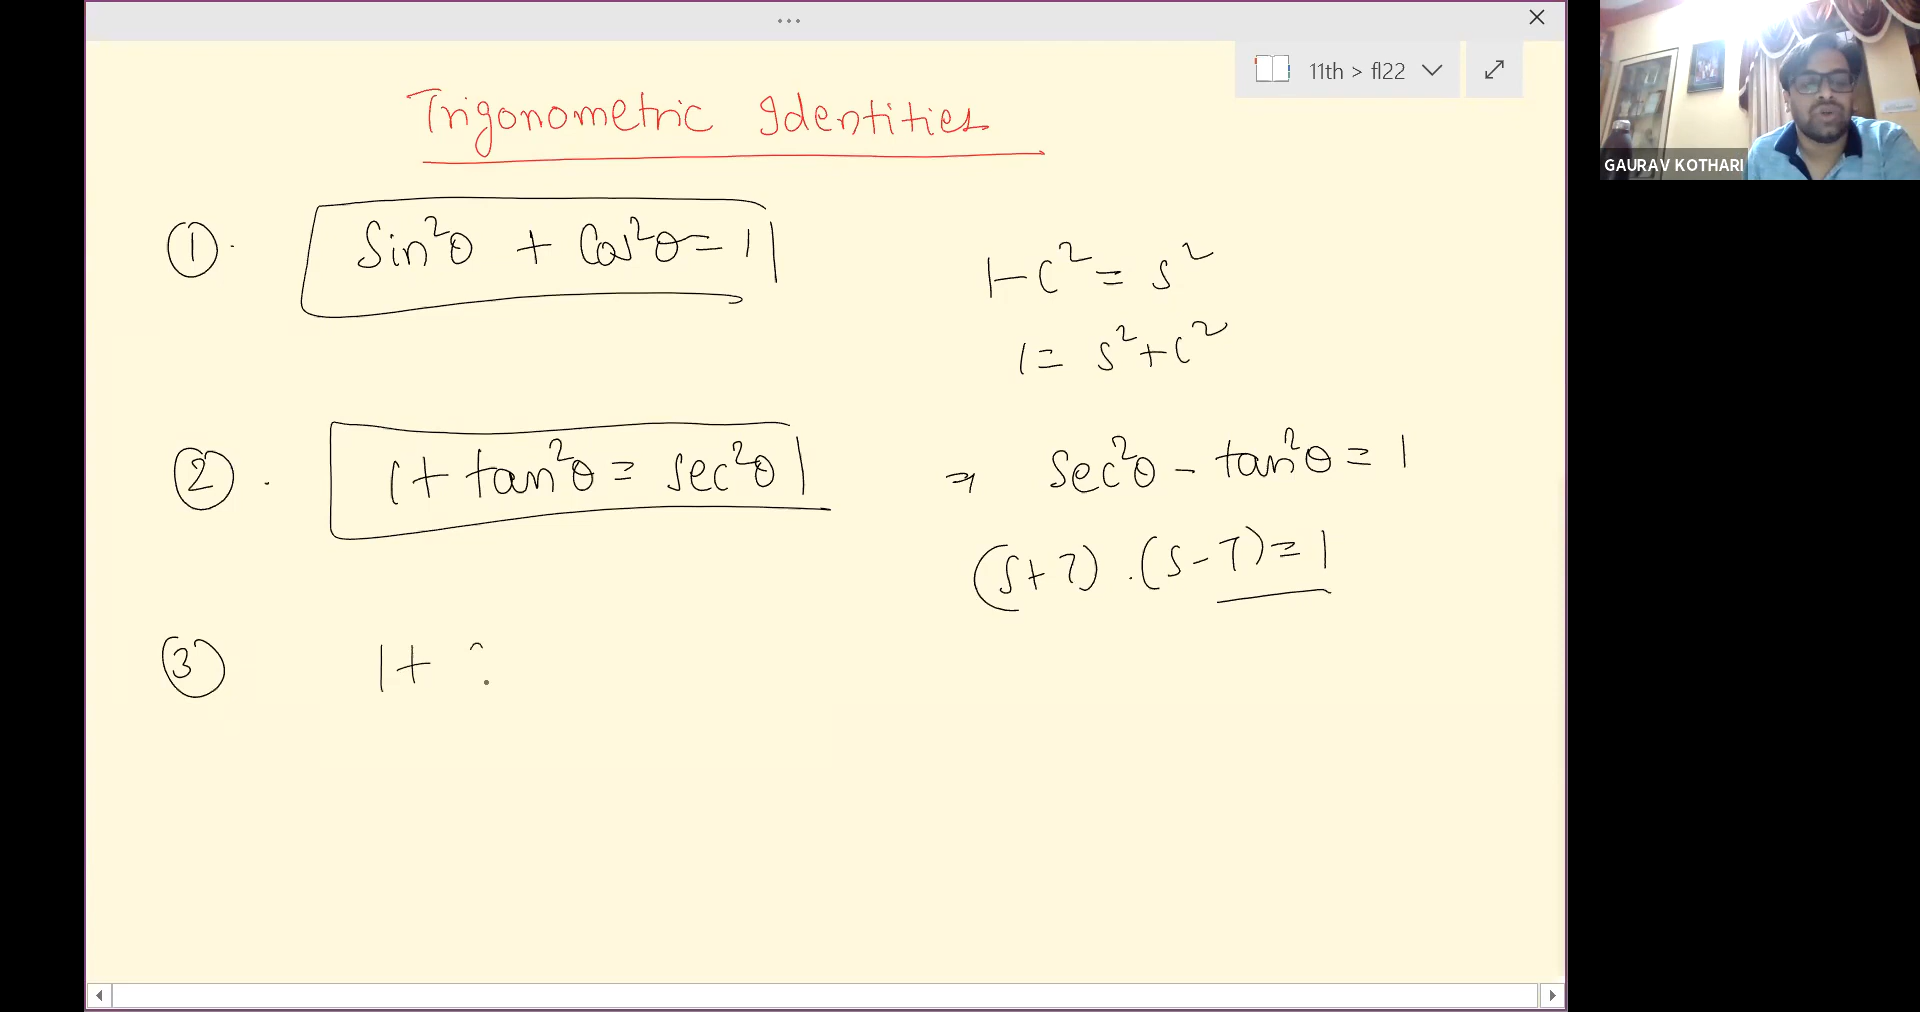 11th > fl22
GAURAV KOTHARI
Trigonometric Identities
① . Sin²θ + Cos²θ = 1
1 - C² = S²
1 = S² + C²
② . 1 + tan²θ = sec²θ
⇒ Sec²θ - tan²θ = 1
(S + T) . (S - T) = 1
③ 1 +